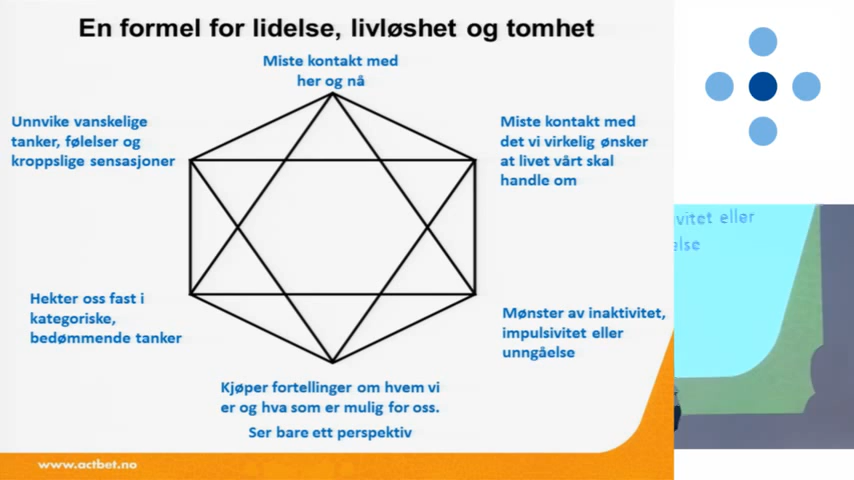 En formel for lidelse, livløshet og tomhet
Miste kontakt med
her og nå
Unnvike vanskelige
tanker, følelser og
kroppslige sensasjoner
Miste kontakt med
det vi virkelig ønsker
at livet vårt skal
handle om
Hekter oss fast i
kategoriske,
bedømmende tanker
Mønster av inaktivitet,
impulsivitet eller
unngåelse
Kjøper fortellinger om hvem vi
er og hva som er mulig for oss.
Ser bare ett perspektiv
www.actbet.no
vitet eller
else